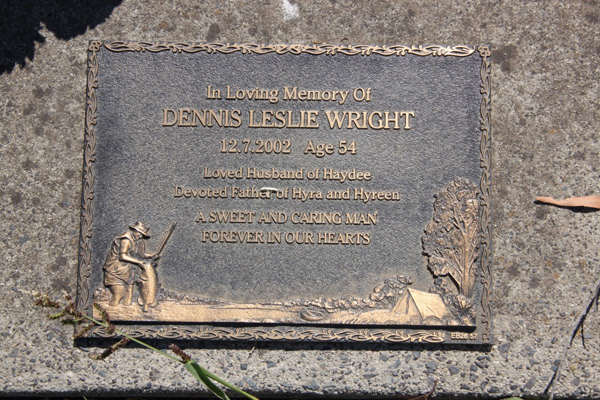 In Loving Memory Of
DENNIS LESLIE WRIGHT
12.7.2002 Age 54
Loved Husband of Haydee
Devoted Father of Hyra and Hyreen
A SWEET AND CARING MAN
FOREVER IN OUR HEARTS